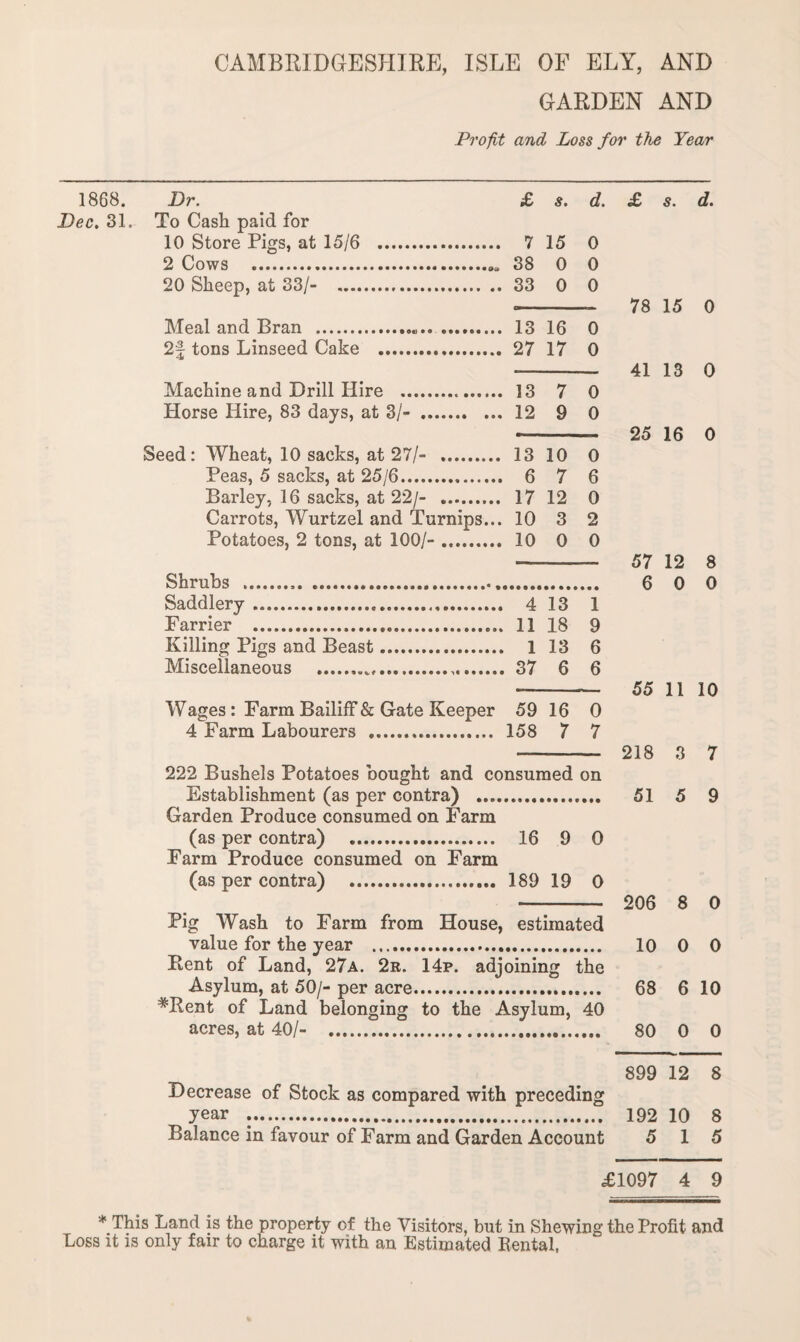 CAMBRIDGESHIRE, ISLE OF ELY, AND
GARDEN AND
Profit and Loss for the Year
1868. Dr. £ s. d. £ s. d.
Dec. 31. To Cash paid for
10 Store Pigs, at 15/6 .................... 7 15 0
2 Cows .................... 38 0 0
20 Sheep, at 33/- .................... 33 0 0
78 15 0
Meal and Bran .................... 13 16 0
2¾ tons Linseed Cake .................... 27 17 0
41 13 0
Machine and Drill Hire .................... 13 7 0
Horse Hire, 83 days, at 3/- .................... 12 9 0
25 16 0
Seed: Wheat, 10 sacks, at 27/- .......... 13 10 0
Peas, 5 sacks, at 25/6............... 6 7 6
Barley, 16 sacks, at 22/- .......... 17 12 0
Carrots, Wurtzel and Turnips... 10 3 2
Potatoes, 2 tons, at 100/- .......... 10 0 0
57 12 8
Shrubs .................... 6 0 0
Saddlery .................... 4 13 1
Farrier .................... 11 18 9
Killing Pigs and Beast .................... 1 13 6
Miscellaneous .................... 37 6 6
55 11 10
Wages: Farm Bailiff & Gate Keeper 59 16 0
4 Farm Labourers .................... 158 7 7
218 3 7
222 Bushels Potatoes bought and consumed on
Establishment (as per contra) .................... 51 5 9
Garden Produce consumed on Farm
(as per contra) .................... 16 9 0
Farm Produce consumed on Farm
(as per contra) .................... 189 19 0
206 8 0
Pig Wash to Farm from House, estimated
value for the year .................... 10 0 0
Rent of Land, 27A. 2R. 14P. adjoining the
Asylum, at 50/- per acre.................... 68 6 10
*Rent of Land belonging to the Asylum, 40
acres, at 40/- .................... 80 0 0
899 12 8
Decrease of Stock as compared with preceding
year .................... 192 10 8
Balance in favour of Farm and Garden Account 5 1 5
£1097 4 9
* This Land is the property of the Visitors, but in Shewing the Profit and
Loss it is only fair to charge it with an Estimated Rental,